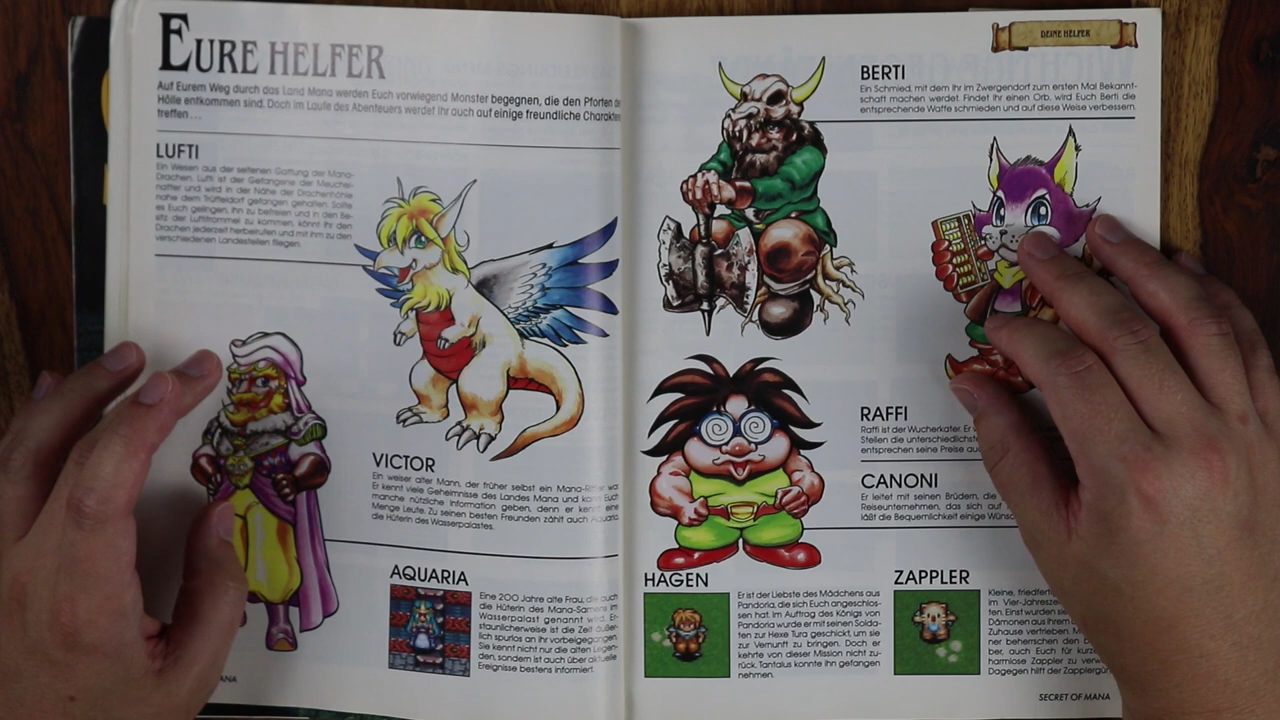 EURE HELFER
Auf Eurem Weg durch das Land Mana werden Euch vorwiegend Monster begegnen, die den Pforten
Hölle entkommen sind. Doch im Laufe des Abenteuers werdet Ihr auch auf einige freundliche
treffen ...
LUFTI
Ein Wesen aus der seltenen Gattung der Mana-
Drachen. Lufti ist der Gefangene der Meuchel-
natter und wird in der Nähe der Drachenhöhle
nahe dem Trüffeldorf gefangen gehalten. Sollte
es Euch gelingen, ihn zu befreien und in den Be-
sitz der Lufttrommel zu kommen, könnt Ihr den
Drachen jederzeit herbeirufen und mit ihm zu den
verschiedenen Landesteilen fliegen.
VICTOR
Ein weiser alter Mann, der früher selbst ein Mana-Ritter war.
Er kennt viele Geheimnisse des Landes Mana und kann Euch
manche nützliche Information geben, denn er kennt eine
Menge Leute. Zu seinen besten Freunden zählt auch Aquaria,
die Hüterin des Wasserpalastes.
AQUARIA
Eine 200 Jahre alte Frau, die auch
die Hüterin des Mana-Samens im
Wasserpalast genannt wird. Er-
staunlicherweise ist die Zeit äußer-
lich spurlos an ihr vorbeigegangen.
Sie kennt nicht nur die alten Legen-
den, sondern ist auch über aktuelle
Ereignisse bestens informiert.
DEINE HELFER
BERTI
Ein Schmied, mit dem Ihr im Zwergendorf zum ersten Mal Bekannt-
schaft machen werdet. Findet Ihr einen Orb, wird Euch Berti die
entsprechende Waffe schmieden und auf diese Weise verbessern.
RAFFI
Raffi ist der Wucherkater. Er
Stellen die unterschiedlichst
entsprechen seine Preise aus
CANONI
Er leitet mit seinen Brüdern, die
Reiseunternehmen, das sich auf
läßt die Bequemlichkeit einige
HAGEN
Er ist der Liebste des Mädchens aus
Pandoria, die sich Euch angeschlos-
sen hat. Im Auftrag des Königs von
Pandoria wurde er mit seinen Solda-
ten zur Hexe Tura geschickt, um sie
zur Vernunft zu bringen. Doch er
kehrte von dieser Mission nicht zu-
rück. Tantalus konnte ihn gefangen
nehmen.
ZAPPLER
Kleine,
im
ten. Einst wurden sie
Dämonen aus ihrem
Zuhause vertrieben.
ner beherrschen den
ber, auch Euch für kurze
harmlose Zappler zu
Dagegen hilft der
SECRET OF MANA